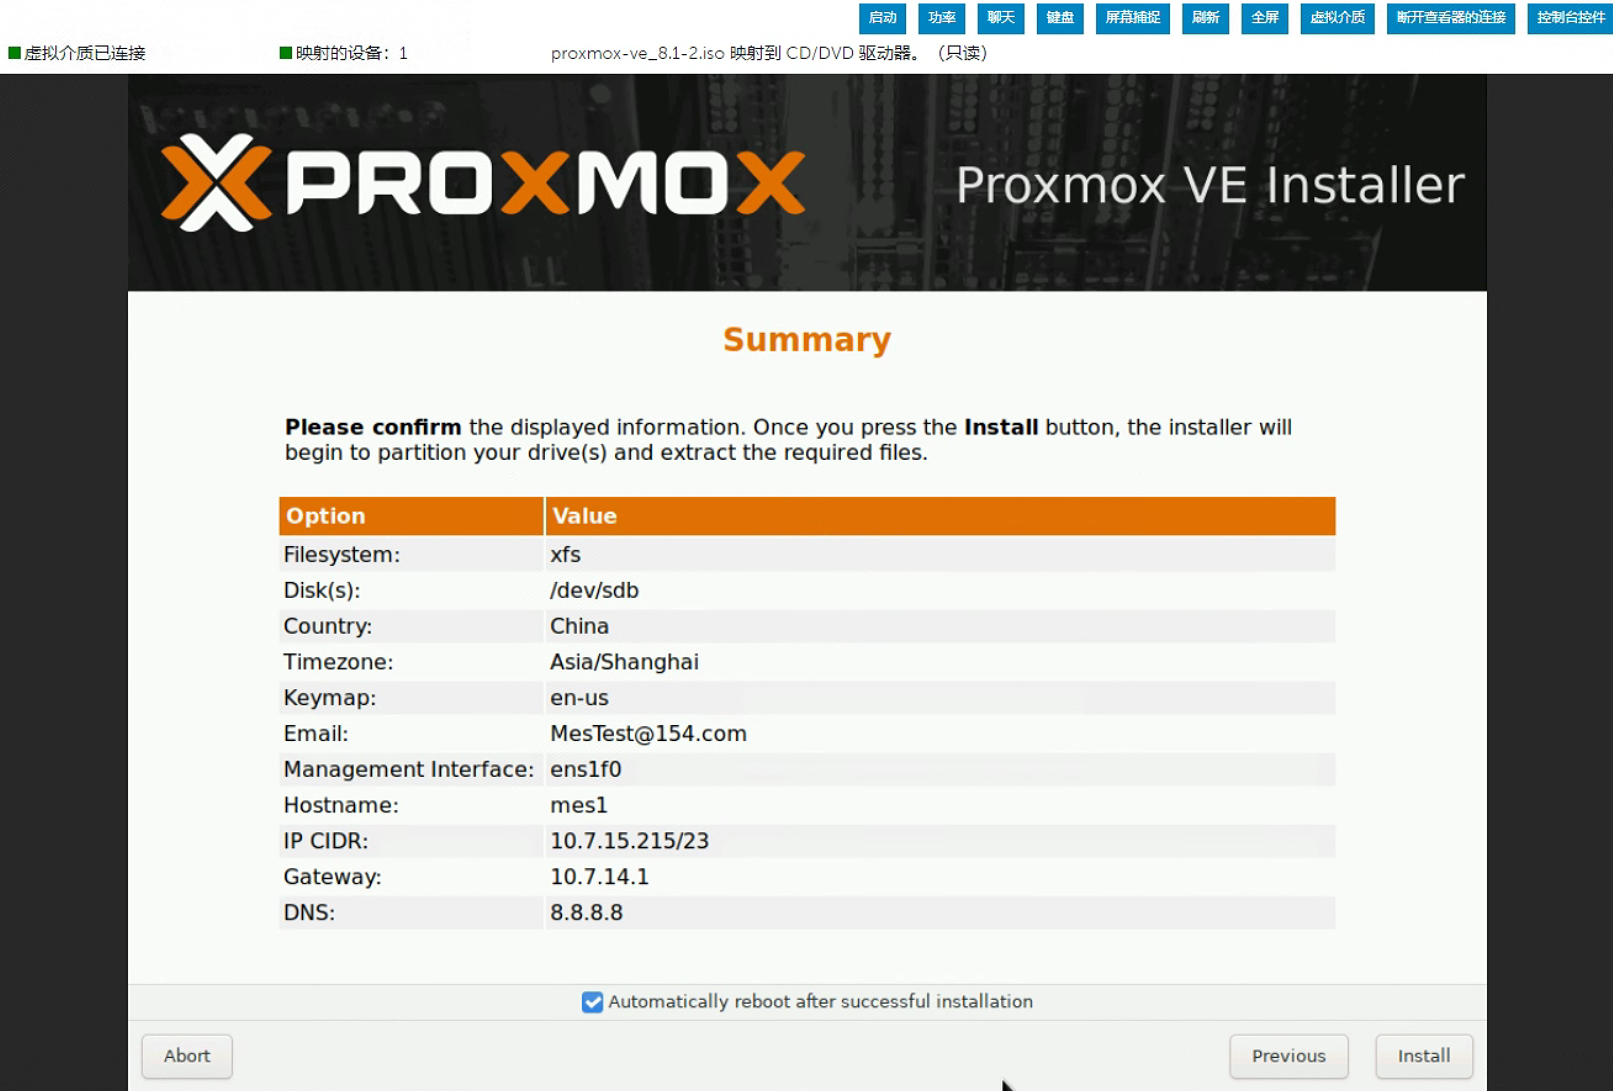 启动 功率 聊天 键盘 屏幕捕捉 刷新 全屏 虚拟介质 断开查看器的连接 控制台控件
虚拟介质已连接 映射的设备：1 proxmox-ve_8.1-2.iso 映射到 CD/DVD 驱动器。（只读）
PROXMOX
Proxmox VE Installer
Summary
Please confirm the displayed information. Once you press the Install button, the installer will
begin to partition your drive(s) and extract the required files.
Option Value
Filesystem: xfs
Disk(s): /dev/sdb
Country: China
Timezone: Asia/Shanghai
Keymap: en-us
Email: MesTest@154.com
Management Interface: ens1f0
Hostname: mes1
IP CIDR: 10.7.15.215/23
Gateway: 10.7.14.1
DNS: 8.8.8.8
Automatically reboot after successful installation
Abort Previous Install